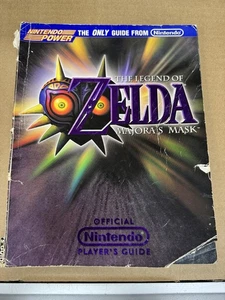 NINTENDO POWER
THE ONLY GUIDE FROM Nintendo
THE LEGEND OF
ZELDA
MAJORA'S MASK
OFFICIAL
Nintendo
PLAYER'S GUIDE